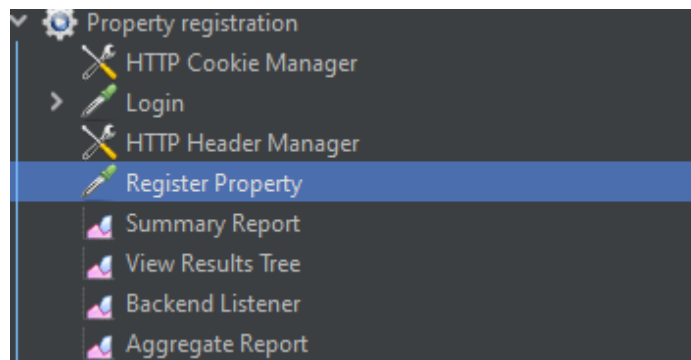 Property registration
HTTP Cookie Manager
Login
HTTP Header Manager
Register Property
Summary Report
View Results Tree
Backend Listener
Aggregate Report